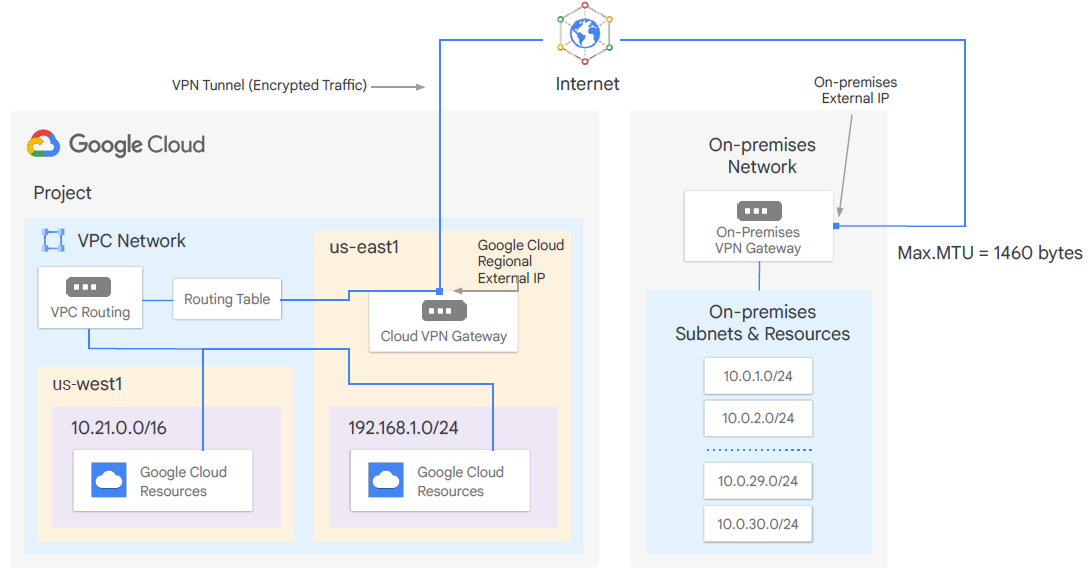 Internet
VPN Tunnel (Encrypted Traffic)
On-premises
External IP
Google Cloud
Project
VPC Network
VPC Routing
Routing Table
us-east1
Google Cloud
Regional
External IP
Cloud VPN Gateway
us-west1
10.21.0.0/16
Google Cloud
Resources
192.168.1.0/24
Google Cloud
Resources
On-premises
Network
On-Premises
VPN Gateway
Max.MTU = 1460 bytes
On-premises
Subnets & Resources
10.0.1.0/24
10.0.2.0/24
10.0.29.0/24
10.0.30.0/24